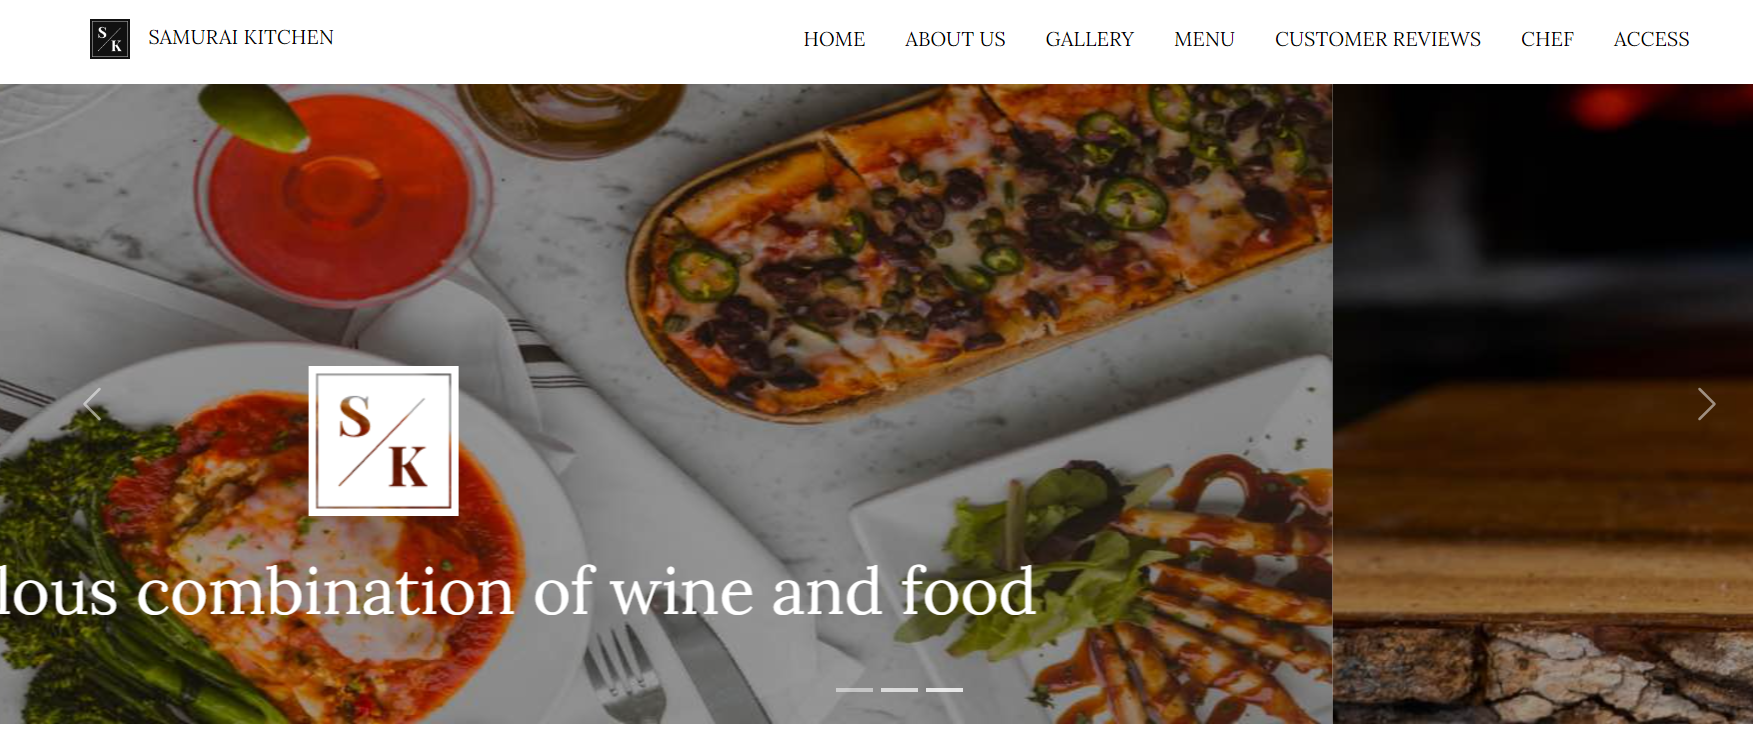 S
K
SAMURAI KITCHEN
HOME
ABOUT US
GALLERY
MENU
CUSTOMER REVIEWS
CHEF
ACCESS
S
K
lous combination of wine and food